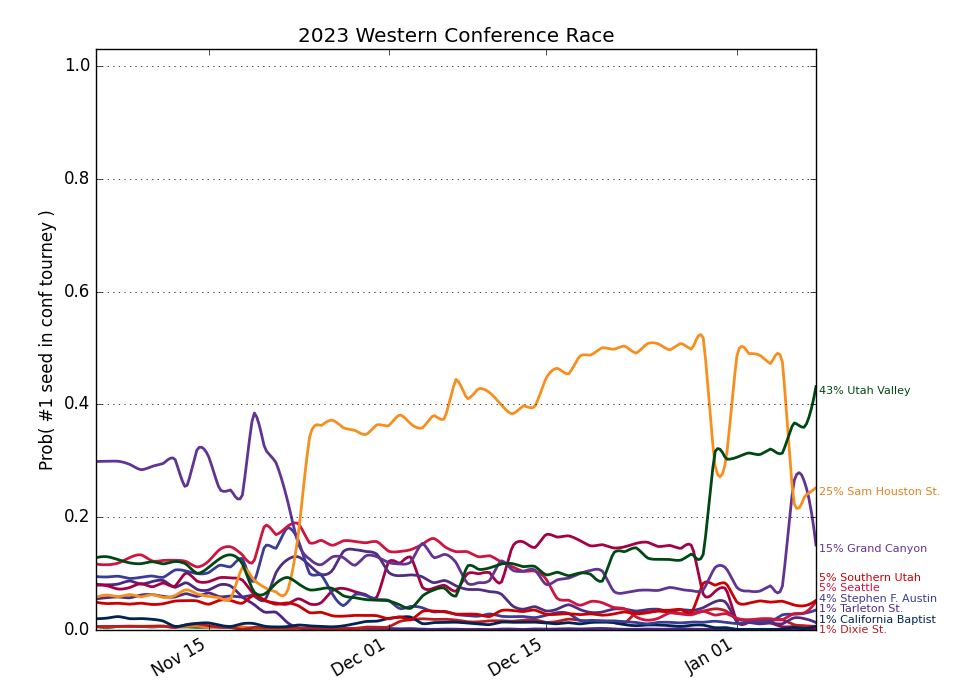 2023 Western Conference Race
Prob( #1 seed in conf tourney )
1.0
0.8
0.6
0.4
0.2
0.0
Nov 15
Dec 01
Dec 15
Jan 01
43% Utah Valley
25% Sam Houston St.
15% Grand Canyon
5% Southern Utah
5% Seattle
4% Stephen F. Austin
1% Tarleton St.
1% California Baptist
1% Dixie St.